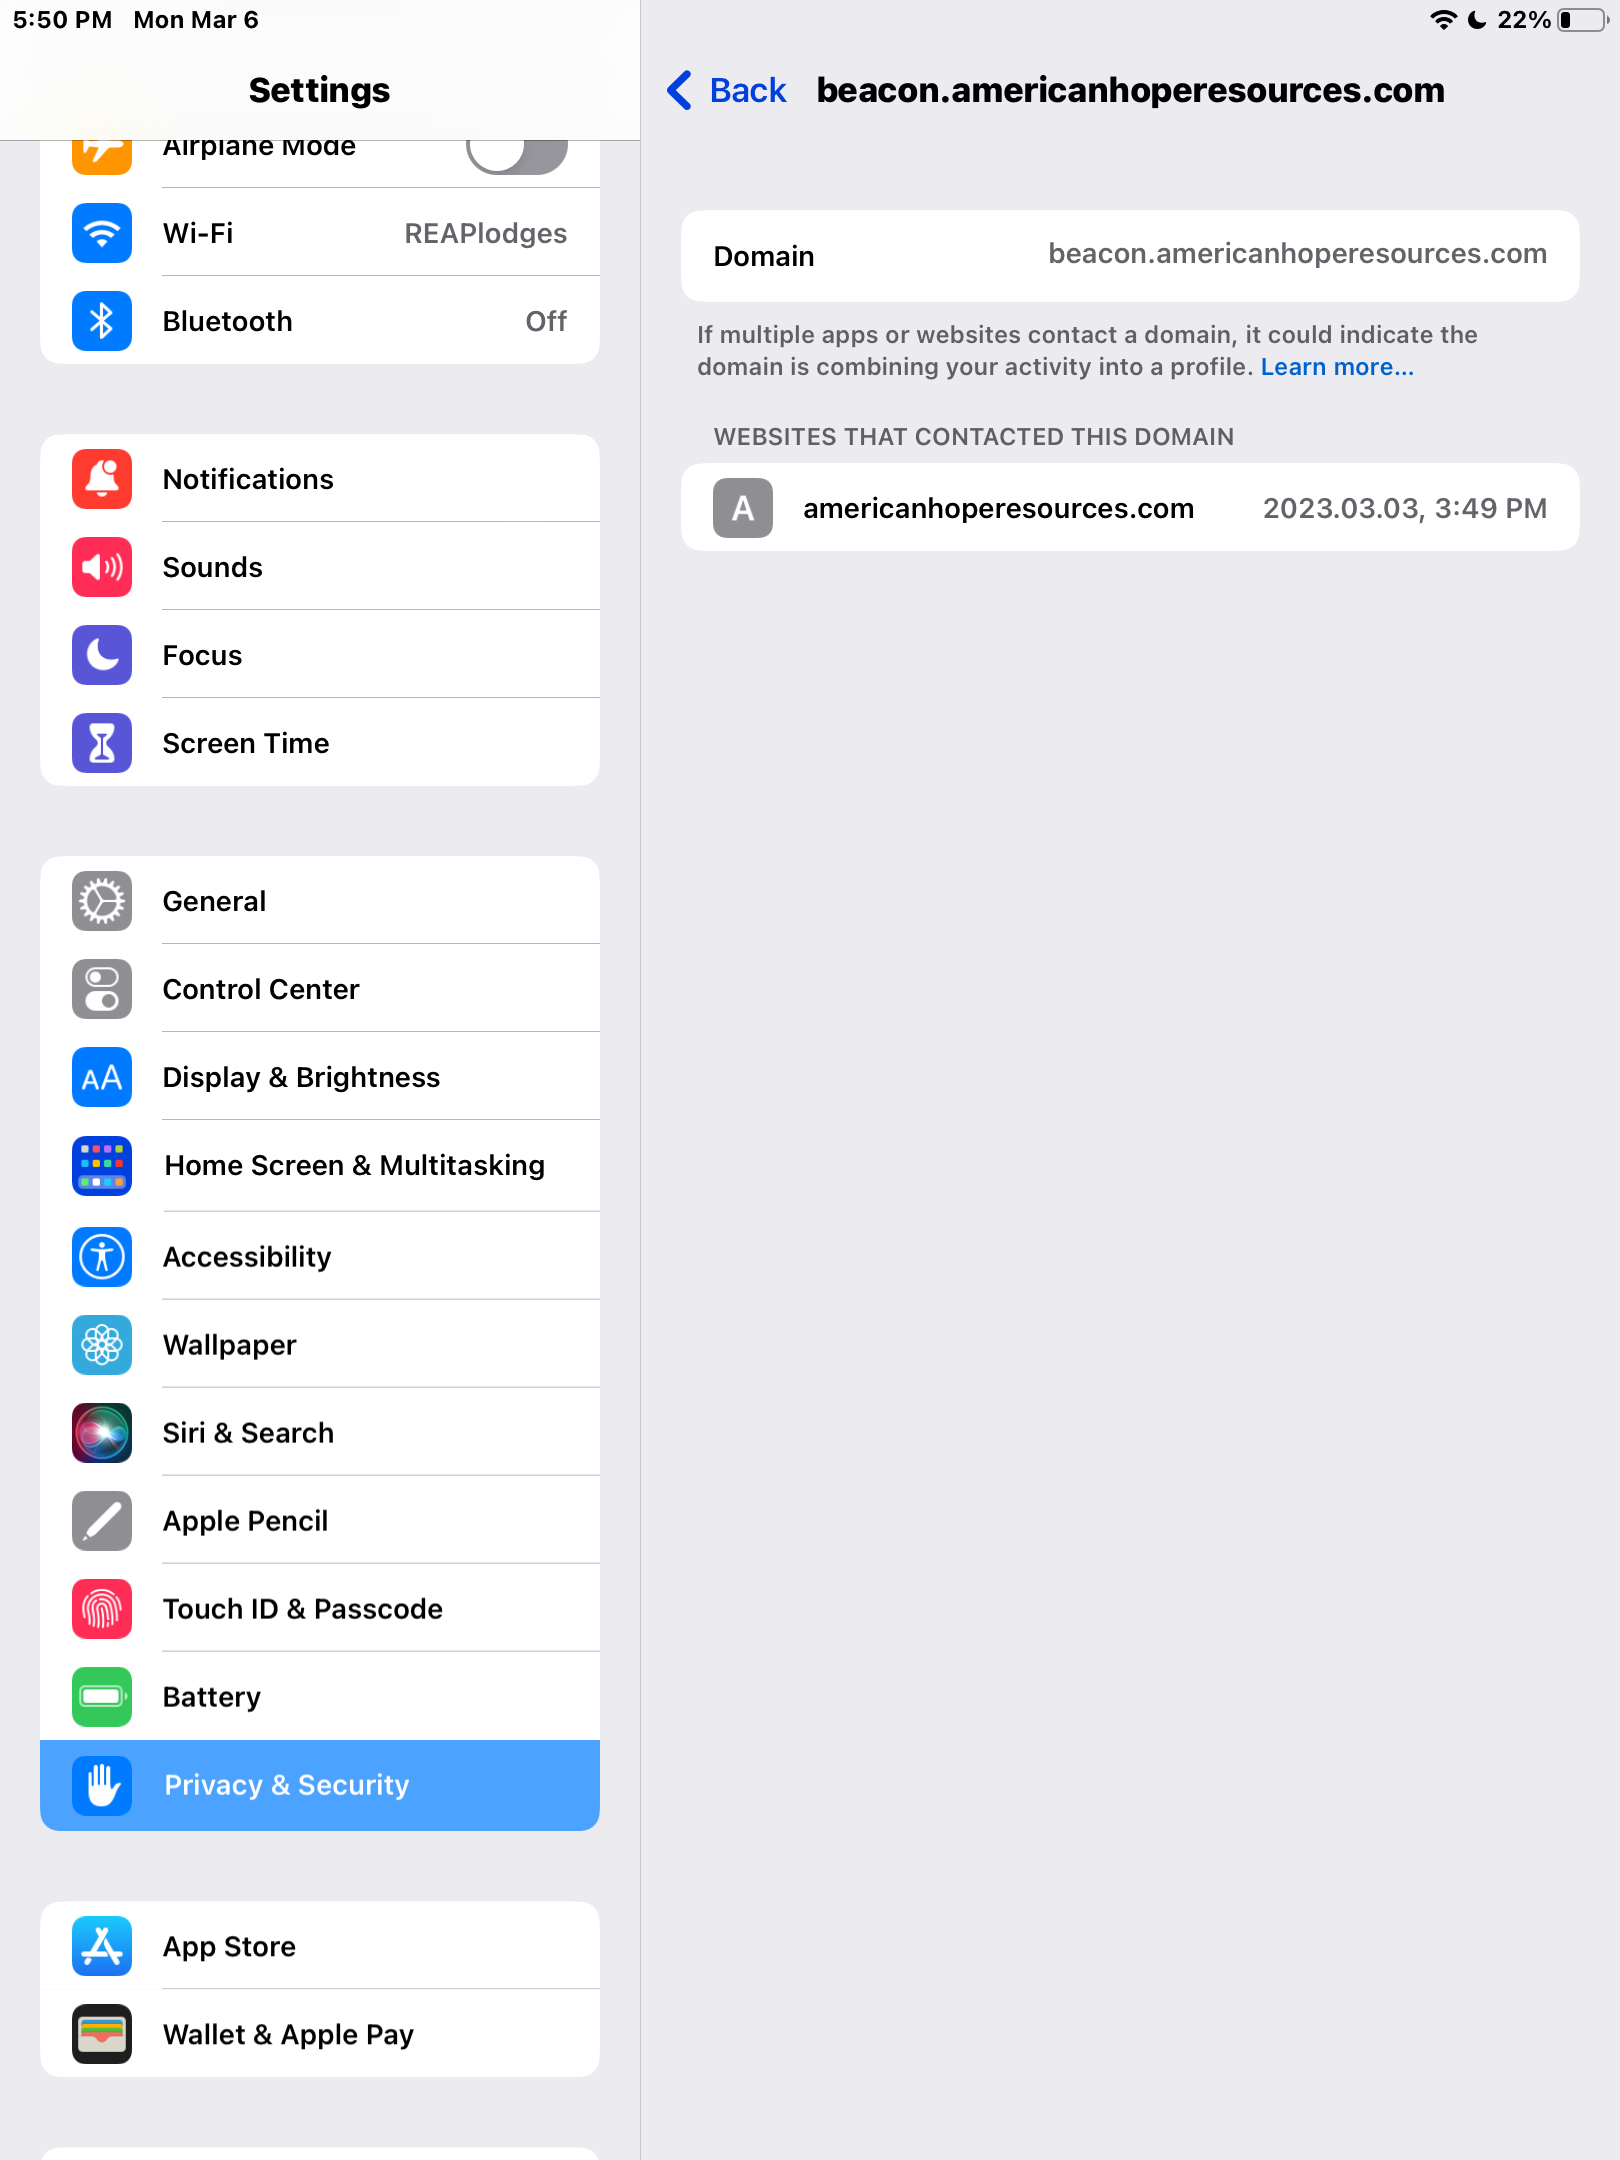 5:50 PM Mon Mar 6
22%
Settings
Airplane Mode
Wi-Fi REAPlodges
Bluetooth Off
Notifications
Sounds
Focus
Screen Time
General
Control Center
AA Display & Brightness
Home Screen & Multitasking
Accessibility
Wallpaper
Siri & Search
Apple Pencil
Touch ID & Passcode
Battery
Privacy & Security
App Store
Wallet & Apple Pay
Back beacon.americanhoperesources.com
Domain beacon.americanhoperesources.com
If multiple apps or websites contact a domain, it could indicate the
domain is combining your activity into a profile. Learn more...
WEBSITES THAT CONTACTED THIS DOMAIN
A americanhoperesources.com 2023.03.03, 3:49 PM